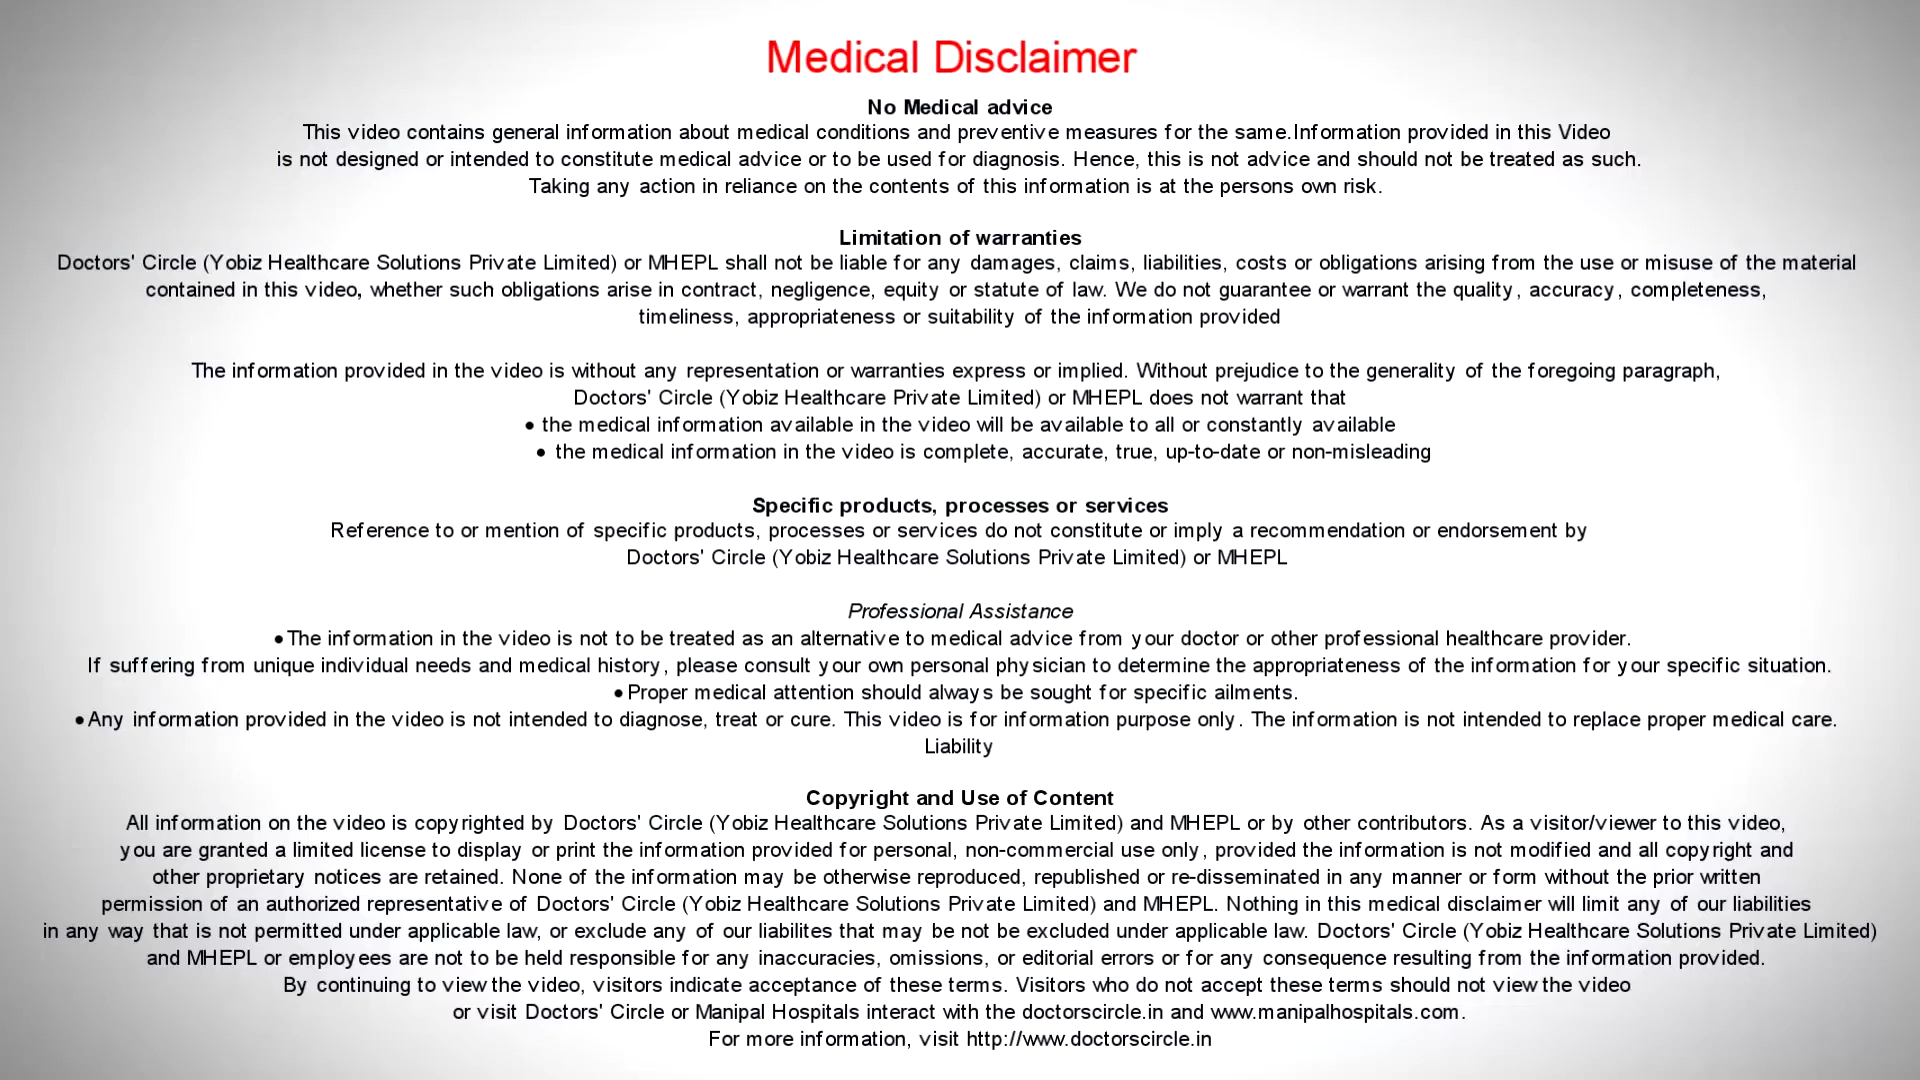 Medical Disclaimer
No Medical advice
This video contains general information about medical conditions and preventive measures for the same.Information provided in this Video
is not designed or intended to constitute medical advice or to be used for diagnosis. Hence, this is not advice and should not be treated as such.
Taking any action in reliance on the contents of this information is at the persons own risk.
Limitation of warranties
Doctors' Circle (Yobiz Healthcare Solutions Private Limited) or MHEPL shall not be liable for any damages, claims, liabilities, costs or obligations arising from the use or misuse of the material
contained in this video, whether such obligations arise in contract, negligence, equity or statute of law. We do not guarantee or warrant the quality, accuracy, completeness,
timeliness, appropriateness or suitability of the information provided
The information provided in the video is without any representation or warranties express or implied. Without prejudice to the generality of the foregoing paragraph,
Doctors' Circle (Yobiz Healthcare Private Limited) or MHEPL does not warrant that
• the medical information available in the video will be available to all or constantly available
• the medical information in the video is complete, accurate, true, up-to-date or non-misleading
Specific products, processes or services
Reference to or mention of specific products, processes or services do not constitute or imply a recommendation or endorsement by
Doctors' Circle (Yobiz Healthcare Solutions Private Limited) or MHEPL
Professional Assistance
•The information in the video is not to be treated as an alternative to medical advice from your doctor or other professional healthcare provider.
If suffering from unique individual needs and medical history, please consult your own personal physician to determine the appropriateness of the information for your specific situation.
•Proper medical attention should always be sought for specific ailments.
•Any information provided in the video is not intended to diagnose, treat or cure. This video is for information purpose only. The information is not intended to replace proper medical care.
Liability
Copyright and Use of Content
All information on the video is copyrighted by Doctors' Circle (Yobiz Healthcare Solutions Private Limited) and MHEPL or by other contributors. As a visitor/viewer to this video,
you are granted a limited license to display or print the information provided for personal, non-commercial use only, provided the information is not modified and all copyright and
other proprietary notices are retained. None of the information may be otherwise reproduced, republished or re-disseminated in any manner or form without the prior written
permission of an authorized representative of Doctors' Circle (Yobiz Healthcare Solutions Private Limited) and MHEPL. Nothing in this medical disclaimer will limit any of our liabilities
in any way that is not permitted under applicable law, or exclude any of our liabilites that may be not be excluded under applicable law. Doctors' Circle (Yobiz Healthcare Solutions Private Limited)
and MHEPL or employees are not to be held responsible for any inaccuracies, omissions, or editorial errors or for any consequence resulting from the information provided.
By continuing to view the video, visitors indicate acceptance of these terms. Visitors who do not accept these terms should not view the video
or visit Doctors' Circle or Manipal Hospitals interact with the doctorscircle.in and www.manipalhospitals.com.
For more information, visit http://www.doctorscircle.in